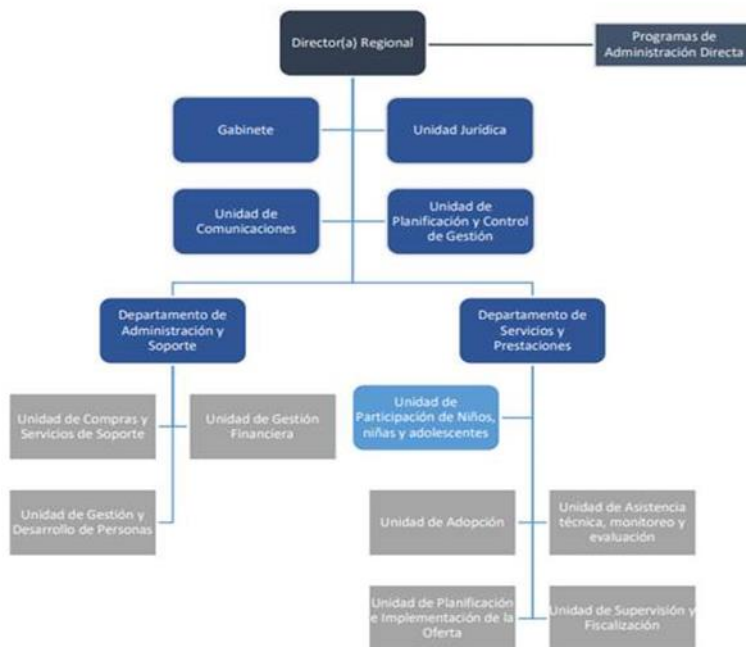 Director(a) Regional
Programas de
Administración Directa
Gabinete
Unidad Jurídica
Unidad de
Comunicaciones
Unidad de
Planificación y Control
de Gestión
Departamento de
Administración y
Soporte
Departamento de
Servicios y
Prestaciones
Unidad de Compras y
Servicios de Soporte
Unidad de Gestión
Financiera
Unidad de
Participación de Niños,
niñas y adolescentes
Unidad de Gestión y
Desarrollo de Personas
Unidad de Adopción
Unidad de Asistencia
técnica, monitoreo y
evaluación
Unidad de Planificación
e Implementación de la
Oferta
Unidad de Supervisión y
Fiscalización